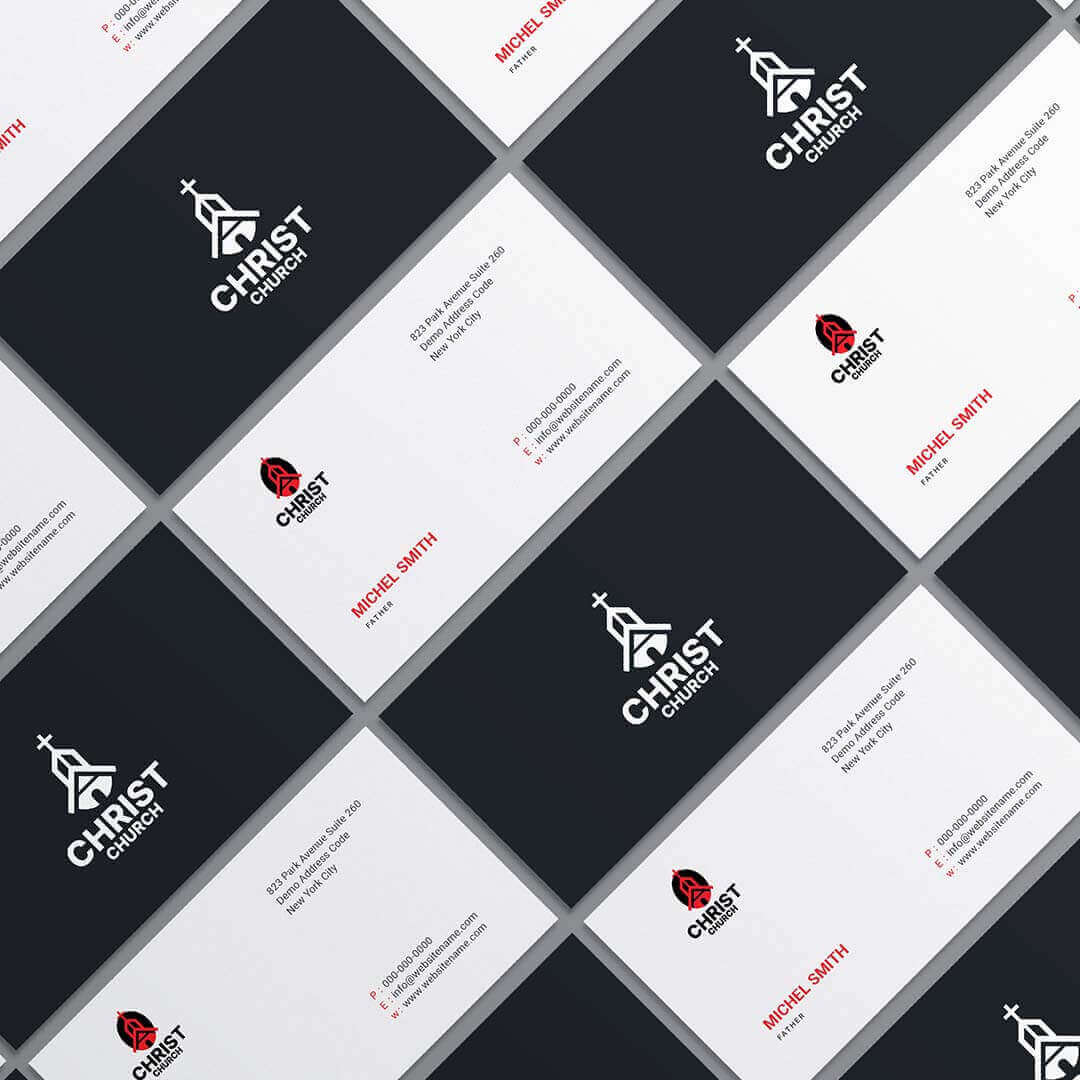 P : 000-0
E : info@we
w: www.websi
MICHEL SM
FATHER
CHRIST
CHURCH
823 Park Avenue Suite 260
Demo Address Code
New York City
MITH
CHRIST
CHURCH
823 Park Avenue Suite 260
Demo Address Code
New York City
P : 000-000-0000
E : info@websitename.com
w: www.websitename.com
CHRIST
CHURCH
MICHEL SMITH
FATHER
P :
CHRIST
CHURCH
MICHEL SMITH
FATHER
-0000
websitename.com
www.websitename.com
CHRIST
CHURCH
823 Park Avenue Suite 260
Demo Address Code
New York City
P : 000-000-0000
E : info@websitename.com
w: www.websitename.com
CHRIST
CHURCH
MICHEL SMITH
FATHER
CHRIST
CHURCH
823 Park Avenue Suite 260
Demo Address Code
New York City
P : 000-000-0000
E : info@websitename.com
w: www.websitename.com
CHRIST
CHURCH